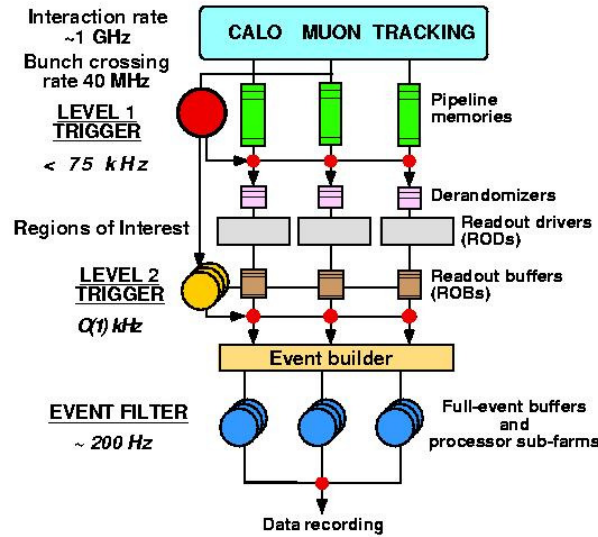 Interaction rate
~1 GHz
CALO MUON TRACKING
Bunch crossing
rate 40 MHz
LEVEL 1
TRIGGER
< 75 kHz
Pipeline
memories
Derandomizers
Regions of Interest
Readout drivers
(RODs)
LEVEL 2
TRIGGER
O(1) kHz
Readout buffers
(ROBs)
Event builder
EVENT FILTER
~ 200 Hz
Full-event buffers
and
processor sub-farms
Data recording